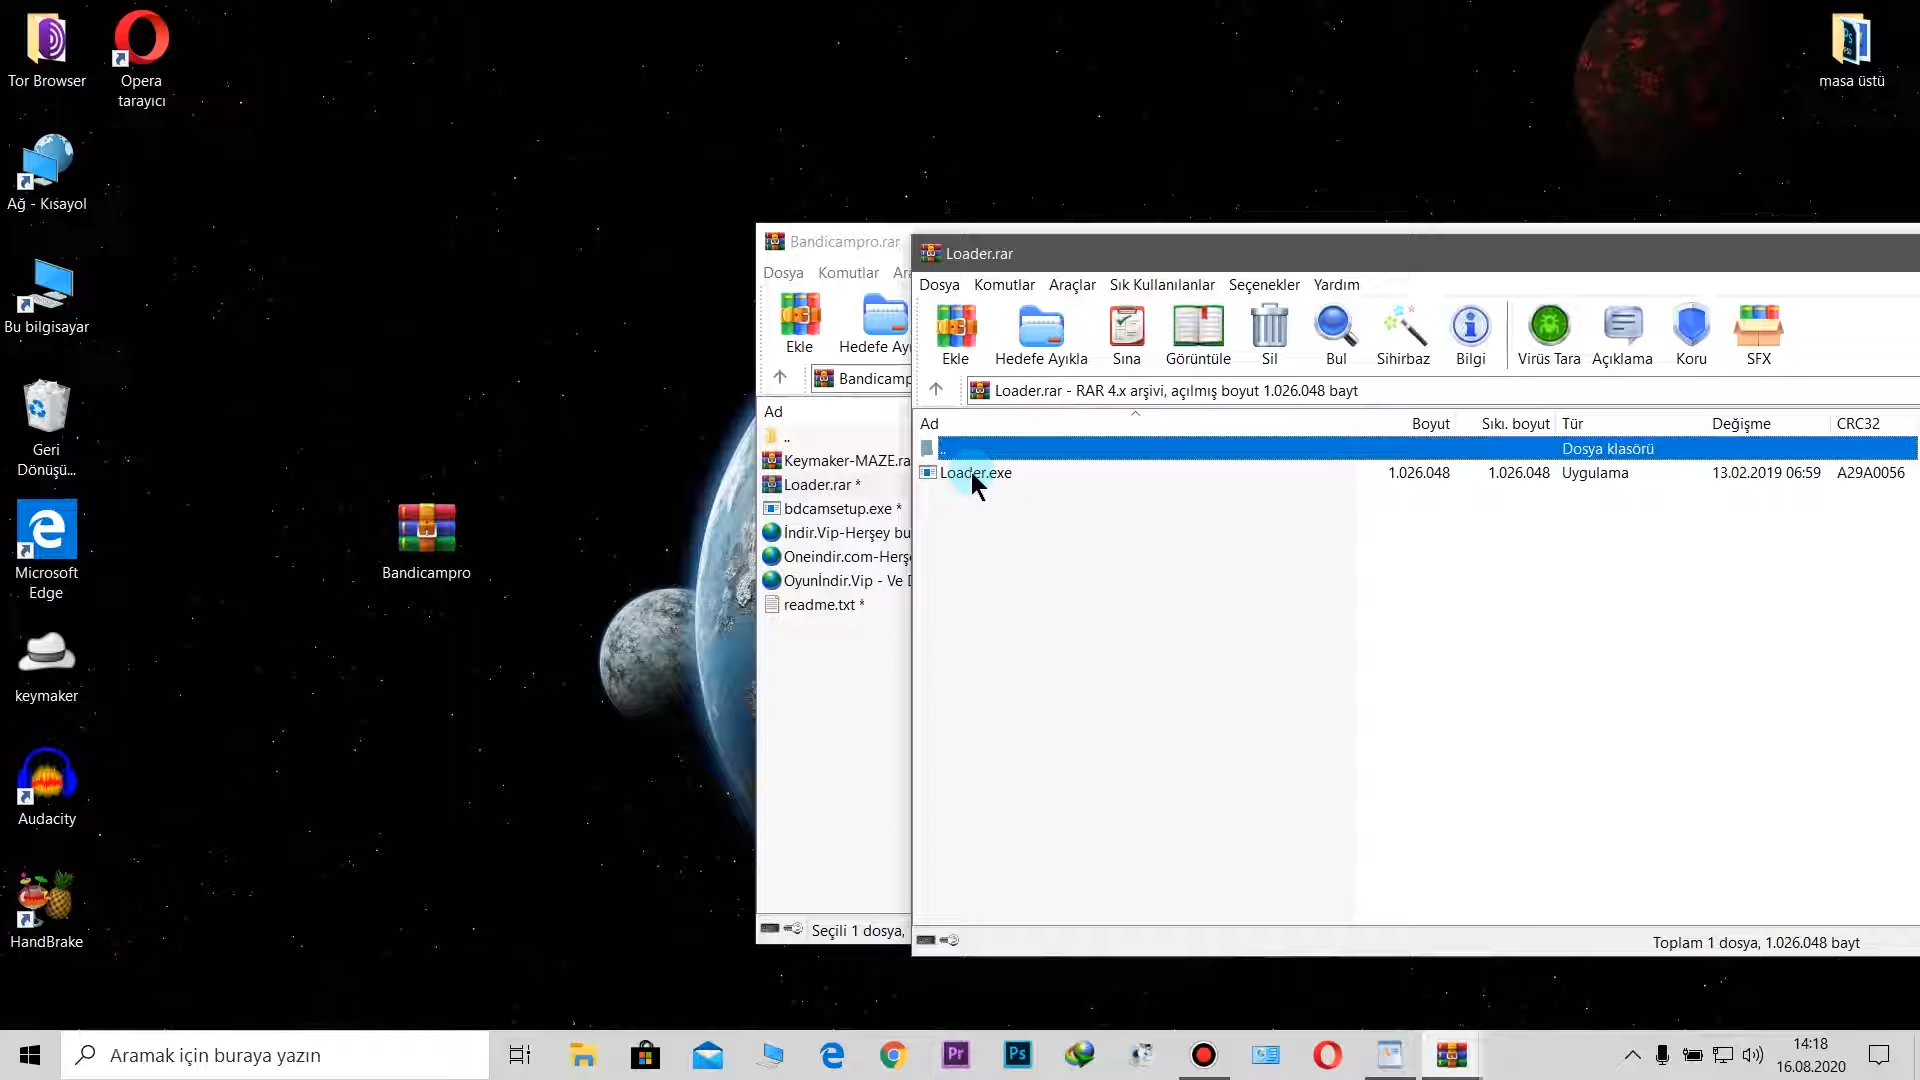 Tor Browser
Opera
tarayıcı
masa üstü
Ağ - Kısayol
Bu bilgisayar
Geri
Dönüşü...
Microsoft
Edge
keymaker
Audacity
HandBrake
Bandicampro
Bandicampro.rar
Dosya Komutlar Ara
Ekle Hedefe Ay
Bandicamp
Ad
..
Keymaker-MAZE.ra
Loader.rar *
bdcamsetup.exe *
İndir.Vip-Herşey bu
Oneindir.com-Herş
Oyunİndir.Vip - Ve D
readme.txt *
Seçili 1 dosya,
Loader.rar
Dosya Komutlar Araçlar Sık Kullanılanlar Seçenekler Yardım
Ekle Hedefe Ayıkla Sına Görüntüle Sil Bul Sihirbaz Bilgi Virüs Tara Açıklama Koru SFX
Loader.rar - RAR 4.x arşivi, açılmış boyut 1.026.048 bayt
Ad Boyut Sıkı. boyut Tür Değişme CRC32
.. Dosya klasörü
Loader.exe 1.026.048 1.026.048 Uygulama 13.02.2019 06:59 A29A0056
Toplam 1 dosya, 1.026.048 bayt
Aramak için buraya yazın
Pr
Ps
14:18
16.08.2020